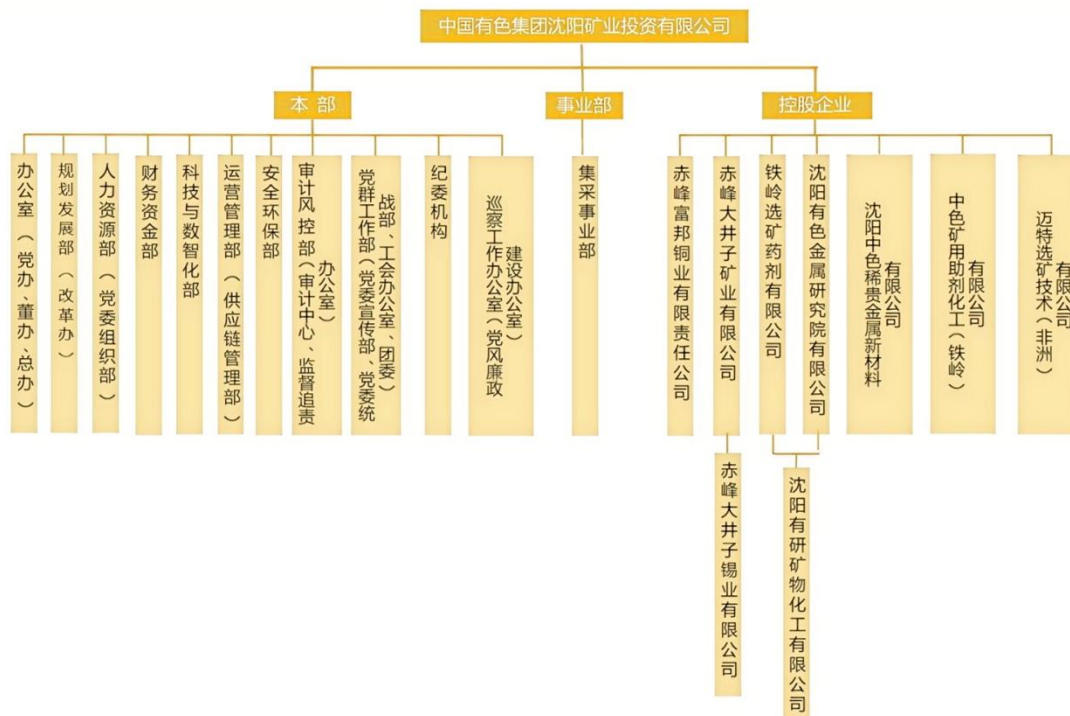 中国有色集团沈阳矿业投资有限公司
本 部
事业部
控股企业
办公室（党办、董办、总办）
规划发展部（改革办）
人力资源部（党委组织部）
财务资金部
科技与数智化部
运营管理部（供应链管理部）
安全环保部
审计风控部（审计中心、监督追责
办公室）
党群工作部（党委宣传部、党委统
战部、工会办公室、团委）
纪委机构
巡察工作办公室（党风廉政
建设办公室）
集采事业部
赤峰富邦铜业有限责任公司
赤峰大井子矿业有限公司
铁岭选矿药剂有限公司
沈阳有色金属研究院有限公司
沈阳中色稀贵金属新材料
有限公司
中色矿用助剂化工（铁岭）
有限公司
迈特选矿技术（非洲）
有限公司
赤峰大井子锡业有限公司
沈阳有研矿物化工有限公司